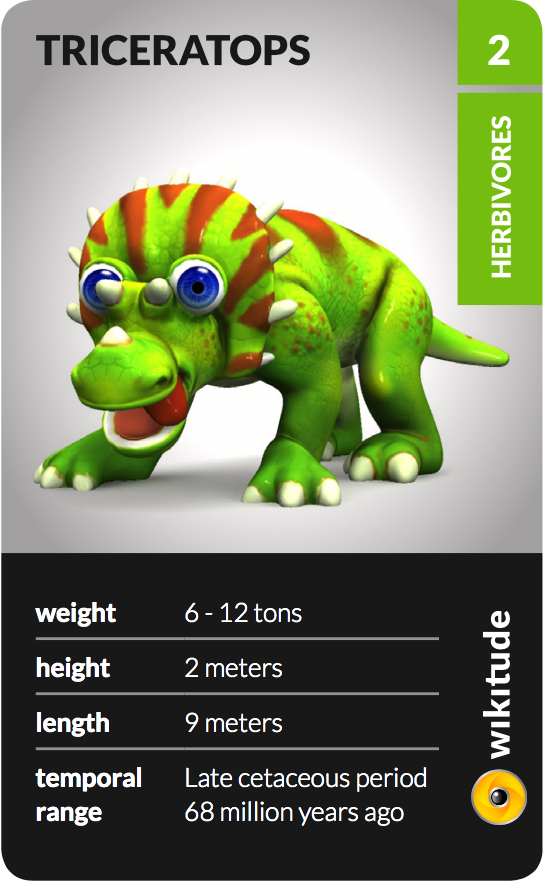 TRICERATOPS
2
HERBIVORES
weight 6 - 12 tons
height 2 meters
length 9 meters
temporal Late cetaceous period
range 68 million years ago
wikitude